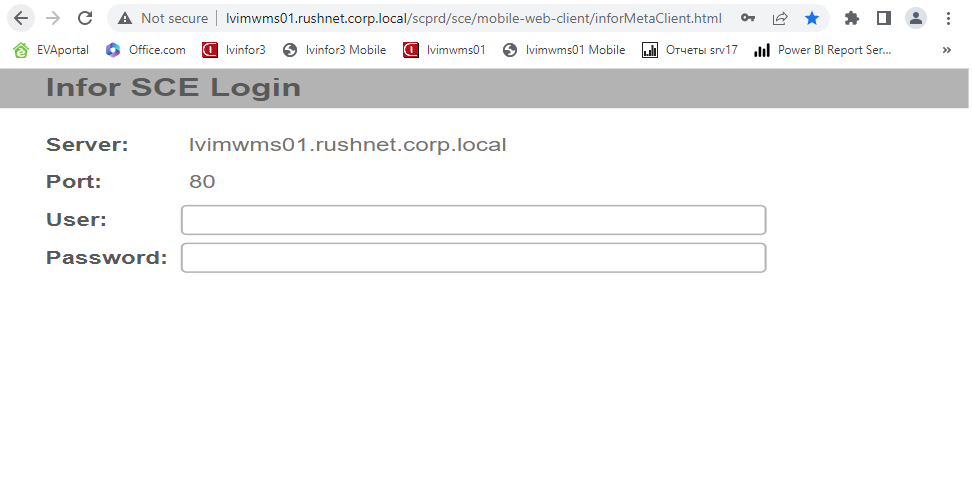 Not secure | lvimwms01.rushnet.corp.local/scprd/sce/mobile-web-client/inforMetaClient.html
EVAportal Office.com lvinfor3 lvinfor3 Mobile lvimwms01 lvimwms01 Mobile Отчеты srv17 Power BI Report Ser... »
Infor SCE Login
Server: lvimwms01.rushnet.corp.local
Port: 80
User:
Password: